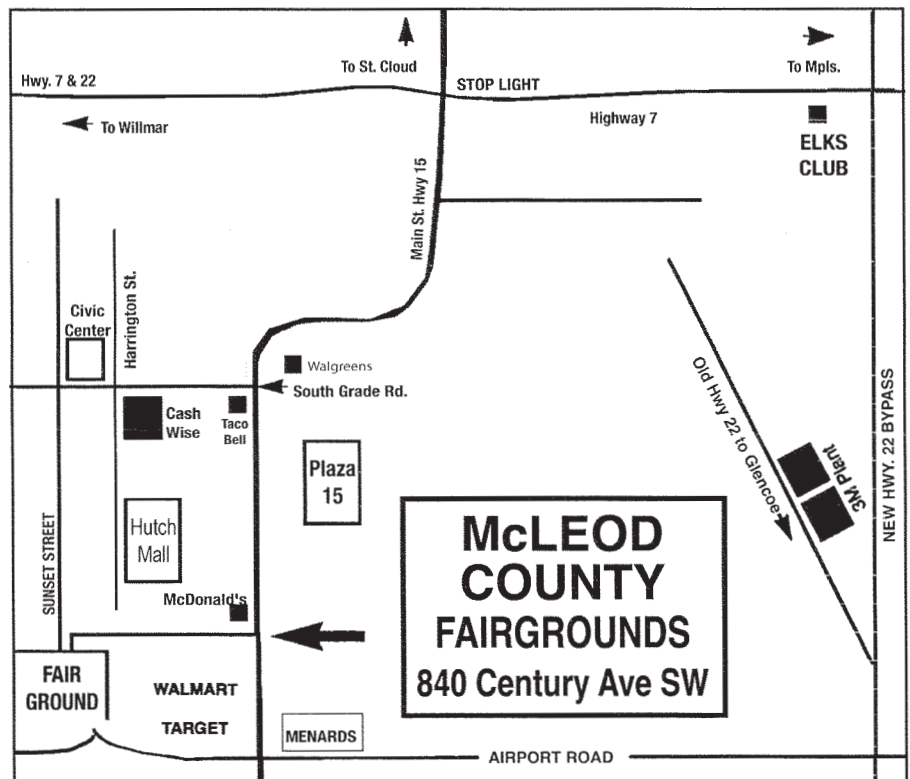 To St. Cloud
To Mpls.
Hwy. 7 & 22
STOP LIGHT
Highway 7
To Willmar
ELKS
CLUB
Main St. Hwy 15
Harrington St.
Civic
Center
Walgreens
South Grade Rd.
Old Hwy 22 to Glencoe
NEW HWY. 22 BYPASS
Cash
Wise
Taco
Bell
Plaza
15
3M Plant
Hutch
Mall
SUNSET STREET
McDonald's
McLEOD
COUNTY
FAIRGROUNDS
840 Century Ave SW
FAIR
GROUND
WALMART
TARGET
MENARDS
AIRPORT ROAD